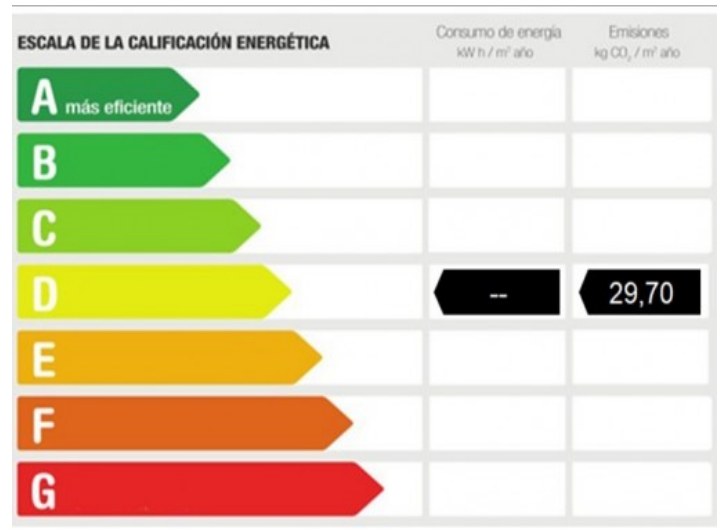 ESCALA DE LA CALIFICACIÓN ENERGÉTICA
Consumo de energía
kW h / m² año
Emisiones
kg CO₂ / m² año
A más eficiente
B
C
D
--
29,70
E
F
G